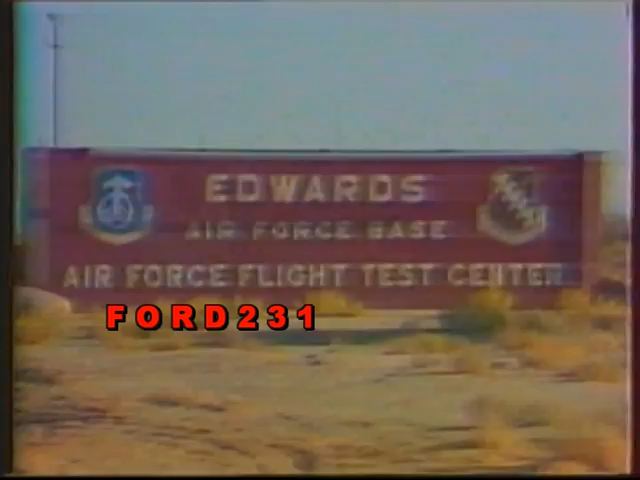 EDWARDS
AIR FORCE BASE
AIR FORCE FLIGHT TEST CENTER
FORD231